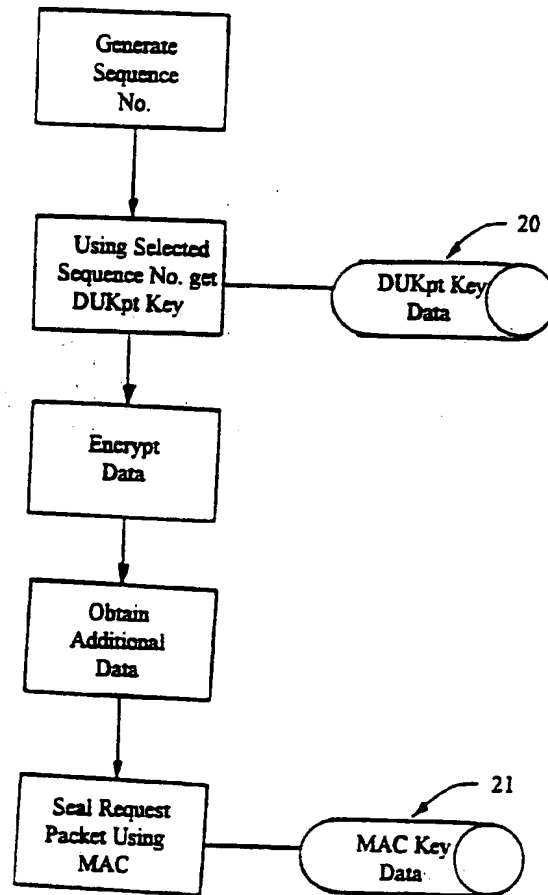 Generate
Sequence
No.
Using Selected
Sequence No. get
DUKpt Key
20
DUKpt Key
Data
Encrypt
Data
Obtain
Additional
Data
Seal Request
Packet Using
MAC
21
MAC Key
Data